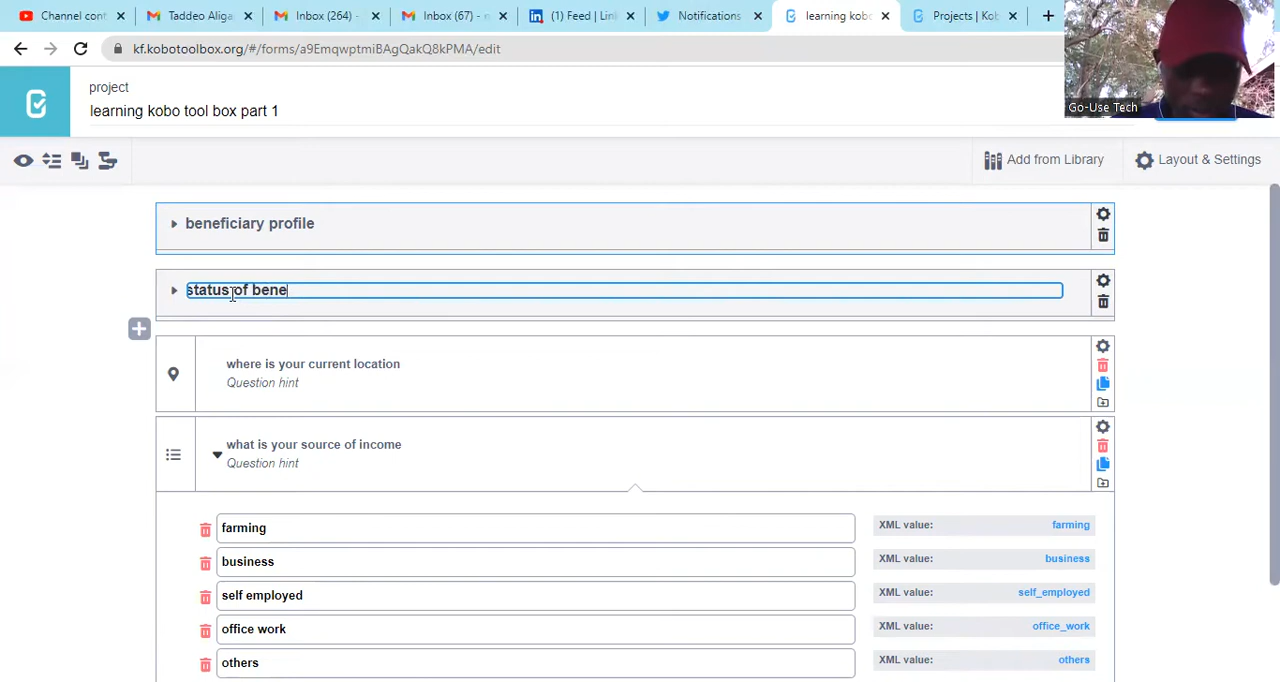 Channel cont
Taddeo Aligaw
Inbox (264) -
Inbox (67) -
(1) Feed | Link
Notifications
learning kobo
Projects | Kob
kf.kobotoolbox.org/#/forms/a9EmqwptmiBAgQakQ8kPMA/edit
Go-Use Tech
project
learning kobo tool box part 1
Add from Library
Layout & Settings
beneficiary profile
status of bene
where is your current location
Question hint
what is your source of income
Question hint
farming
XML value: farming
business
XML value: business
self employed
XML value: self_employed
office work
XML value: office_work
others
XML value: others